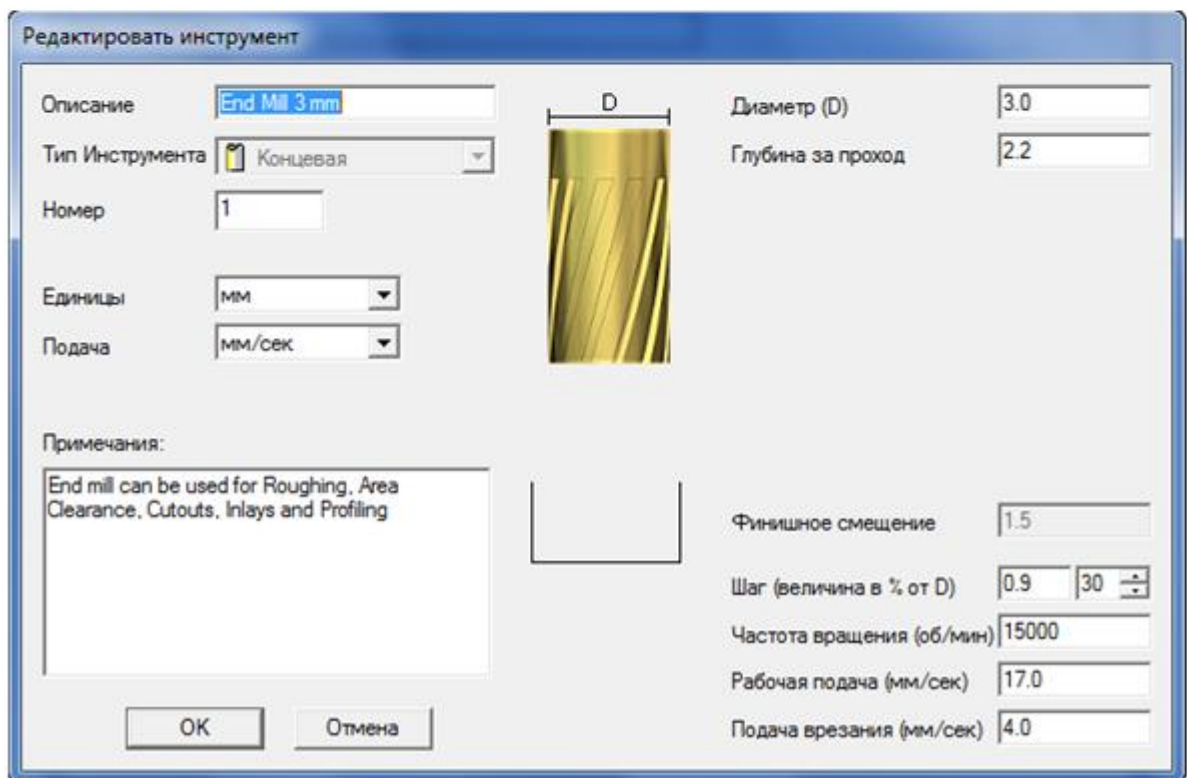 Редактировать инструмент
Описание End Mill 3 mm
Тип Инструмента Концевая
Номер 1
Единицы мм
Подача мм/сек
Примечания:
End mill can be used for Roughing, Area
Clearance, Cutouts, Inlays and Profiling
OK Отмена
D
Диаметр (D) 3.0
Глубина за проход 2.2
Финишное смещение 1.5
Шаг (величина в % от D) 0.9 30
Частота вращения (об/мин) 15000
Рабочая подача (мм/сек) 17.0
Подача врезания (мм/сек) 4.0